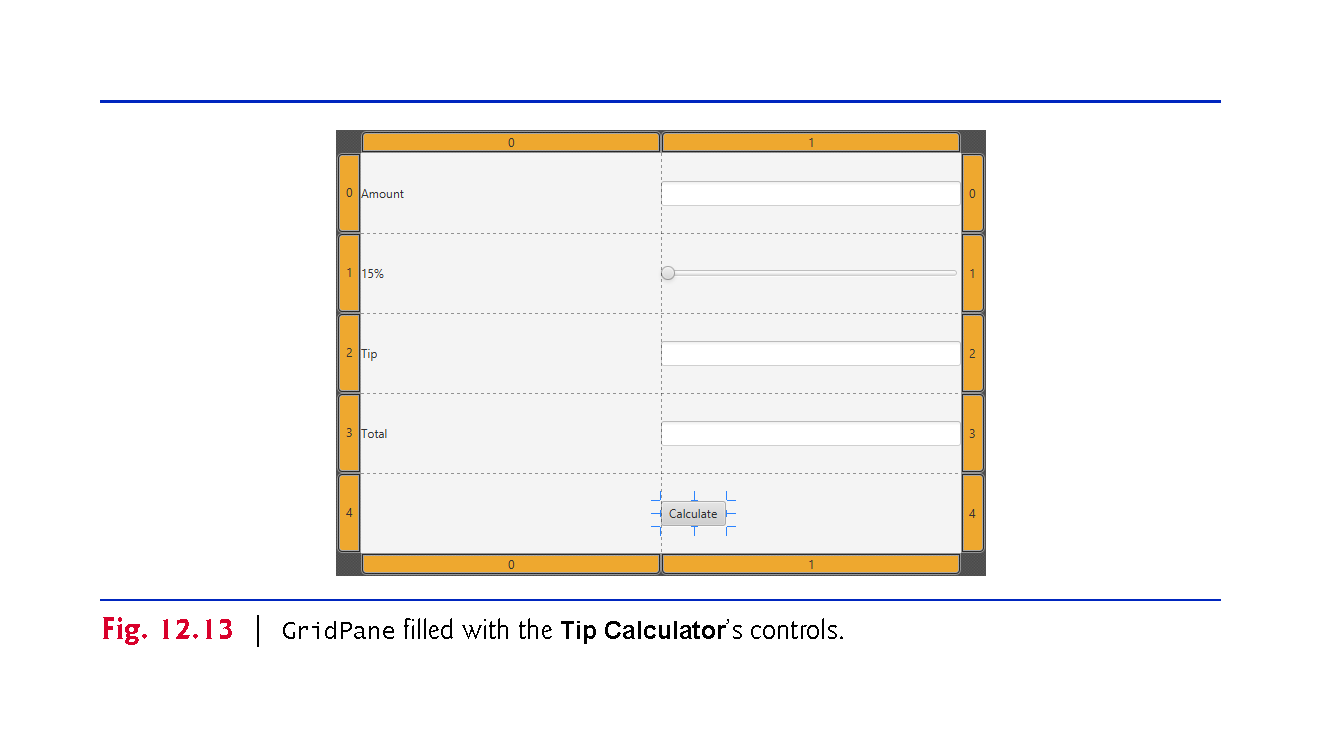 0 1
0 Amount 0
1 15% 1
2 Tip 2
3 Total 3
4 Calculate 4
0 1
Fig. 12.13 | GridPane filled with the Tip Calculator's controls.